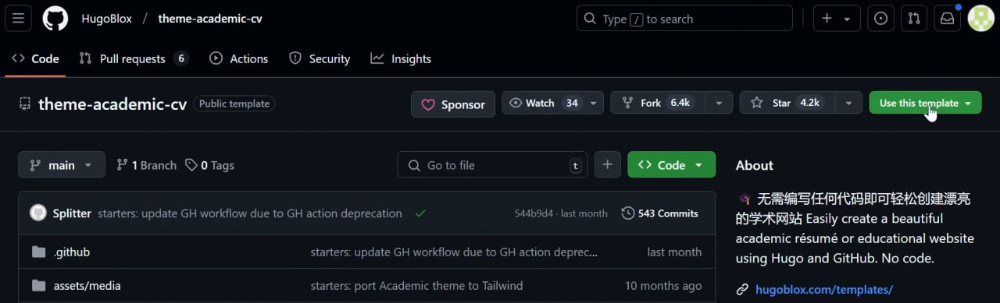 HugoBlox / theme-academic-cv
Type / to search
Code Pull requests 6 Actions Security Insights
theme-academic-cv Public template
Sponsor Watch 34 Fork 6.4k Star 4.2k Use this template
main 1 Branch 0 Tags Go to file t + Code
About
Splitter starters: update GH workflow due to GH action deprecation 544b9d4 · last month 543 Commits
.github starters: update GH workflow due to GH action deprec... last month
assets/media starters: port Academic theme to Tailwind 10 months ago
无需编写任何代码即可轻松创建漂亮
的学术网站 Easily create a beautiful
academic résumé or educational website
using Hugo and GitHub. No code.
hugoblox.com/templates/